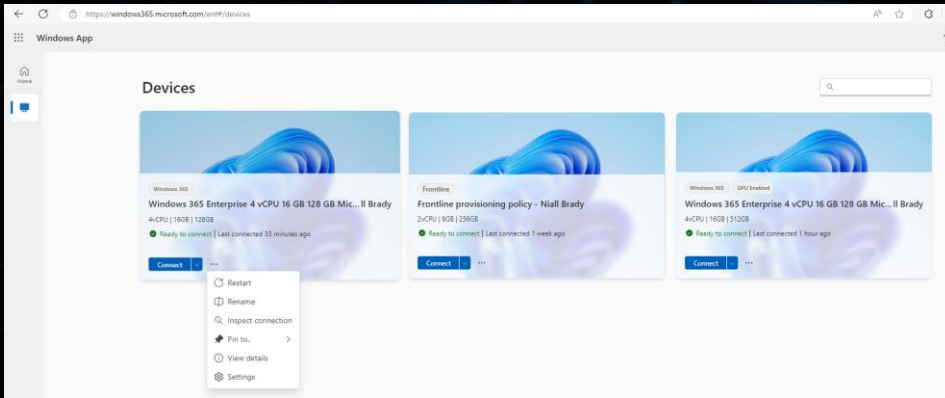 https://windows365.microsoft.com/ent#/devices
Windows App
Home
Devices
Windows 365
Windows 365 Enterprise 4 vCPU 16 GB 128 GB Mic... ll Brady
4vCPU | 16GB | 128GB
Ready to connect | Last connected 33 minutes ago
Connect
Frontline
Frontline provisioning policy - Niall Brady
2vCPU | 8GB | 256GB
Ready to connect | Last connected 1 week ago
Connect
Windows 365 GPU Enabled
Windows 365 Enterprise 4 vCPU 16 GB 128 GB Mic... ll Brady
4vCPU | 16GB | 512GB
Ready to connect | Last connected 1 hour ago
Connect
Restart
Rename
Inspect connection
Pin to..
View details
Settings